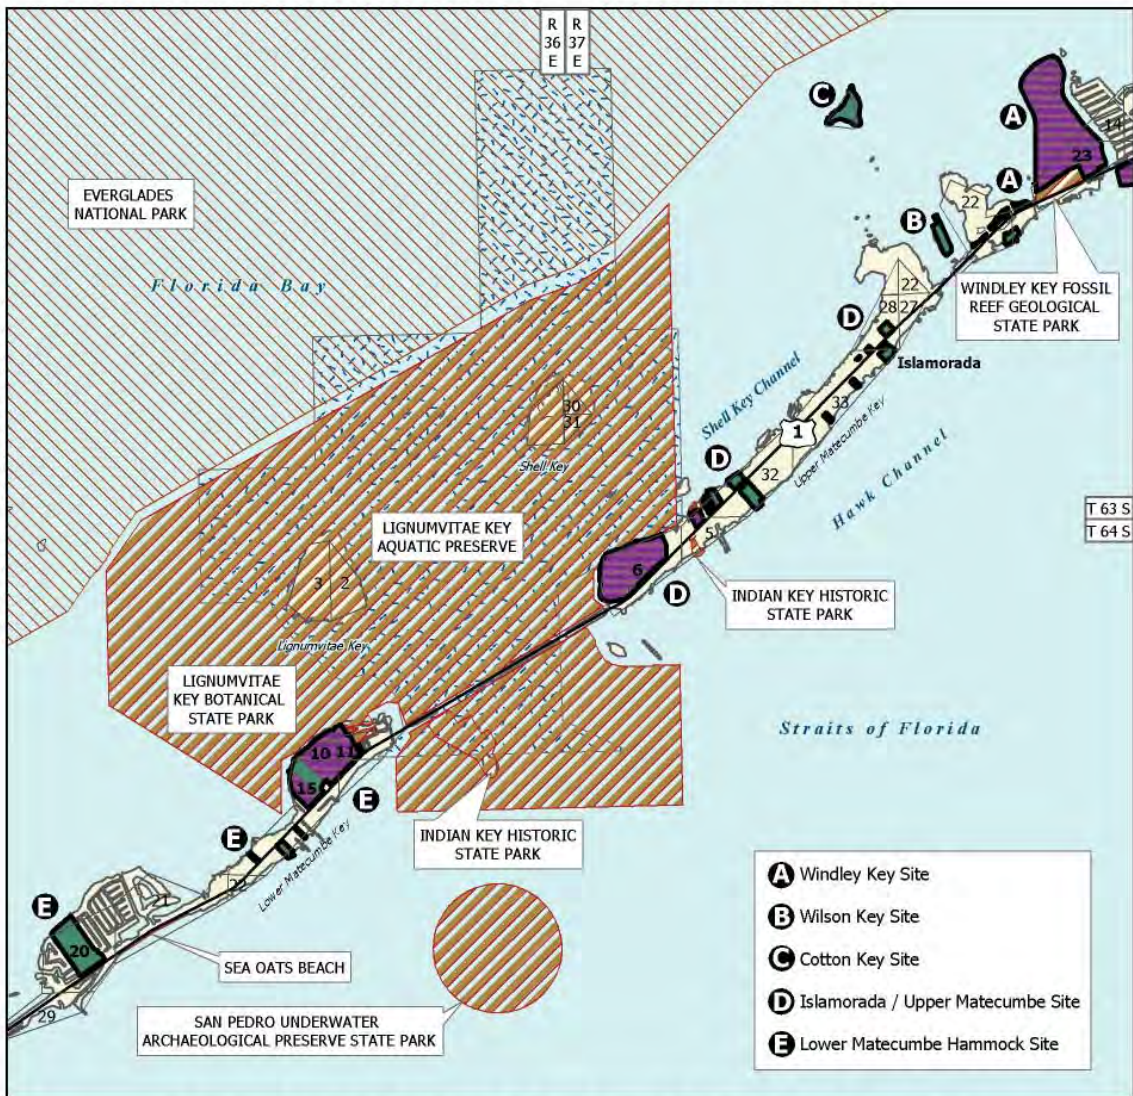 R
36
E
R
37
E
C
A
14
23
EVERGLADES
NATIONAL PARK
A
22
B
Florida Bay
WINDLEY KEY FOSSIL
REEF GEOLOGICAL
STATE PARK
22
28
27
D
Islamorada
Shell Key Channel
30
31
33
1
Upper Matecumbe Key
Shell Key
D
32
Hawk Channel
T 63 S
T 64 S
LIGNUMVITAE KEY
AQUATIC PRESERVE
5
3
2
6
D
INDIAN KEY HISTORIC
STATE PARK
Lignumvitae Key
LIGNUMVITAE
KEY BOTANICAL
STATE PARK
Straits of Florida
10
11
15
E
INDIAN KEY HISTORIC
STATE PARK
E
Lower Matecumbe Key
22
21
E
20
SEA OATS BEACH
29
SAN PEDRO UNDERWATER
ARCHAEOLOGICAL PRESERVE STATE PARK
A Windley Key Site
B Wilson Key Site
C Cotton Key Site
D Islamorada / Upper Matecumbe Site
E Lower Matecumbe Hammock Site